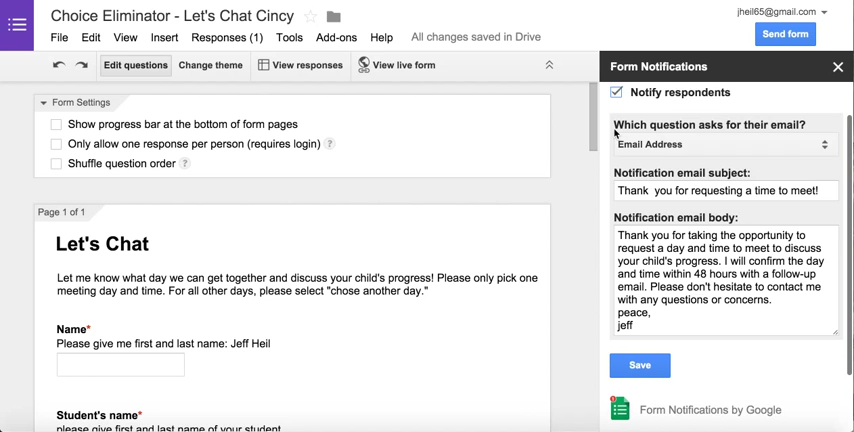 Choice Eliminator - Let's Chat Cincy
jheil65@gmail.com
File Edit View Insert Responses (1) Tools Add-ons Help All changes saved in Drive
Send form
Edit questions Change theme View responses View live form
Form Notifications
Form Settings
Show progress bar at the bottom of form pages
Only allow one response per person (requires login) ?
Shuffle question order ?
Page 1 of 1
Let's Chat
Let me know what day we can get together and discuss your child's progress! Please only pick one
meeting day and time. For all other days, please select "chose another day."
Name*
Please give me first and last name: Jeff Heil
Student's name*
please give first and last name of your student
Notify respondents
Which question asks for their email?
Email Address
Notification email subject:
Thank you for requesting a time to meet!
Notification email body:
Thank you for taking the opportunity to
request a day and time to meet to discuss
your child's progress. I will confirm the day
and time within 48 hours with a follow-up
email. Please don't hesitate to contact me
with any questions or concerns.
peace,
jeff
Save
Form Notifications by Google